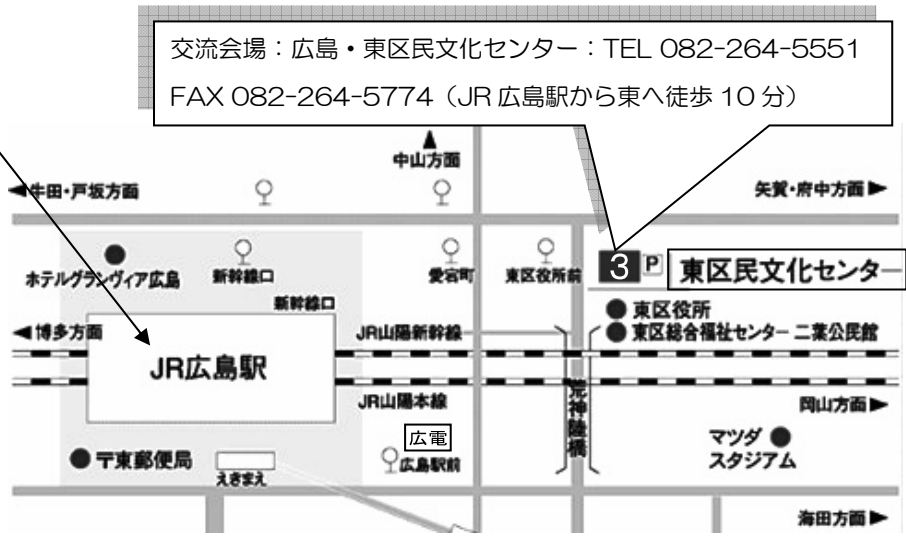 交流会場：広島・東区民文化センター：TEL 082-264-5551
FAX 082-264-5774（JR 広島駅から東へ徒歩 10 分）
中山方面
牛田・戸坂方面
矢賀・府中方面
ホテルグランヴィア広島
新幹線口
愛宕町
東区役所前
3 P 東区民文化センター
新幹線口
東区役所
博多方面
JR山陽新幹線
東区総合福祉センター 二葉公民館
JR広島駅
JR山陽本線
荒神陸橋
岡山方面
広電
マツダ
スタジアム
〒東郵便局
広島駅前
えきまえ
海田方面